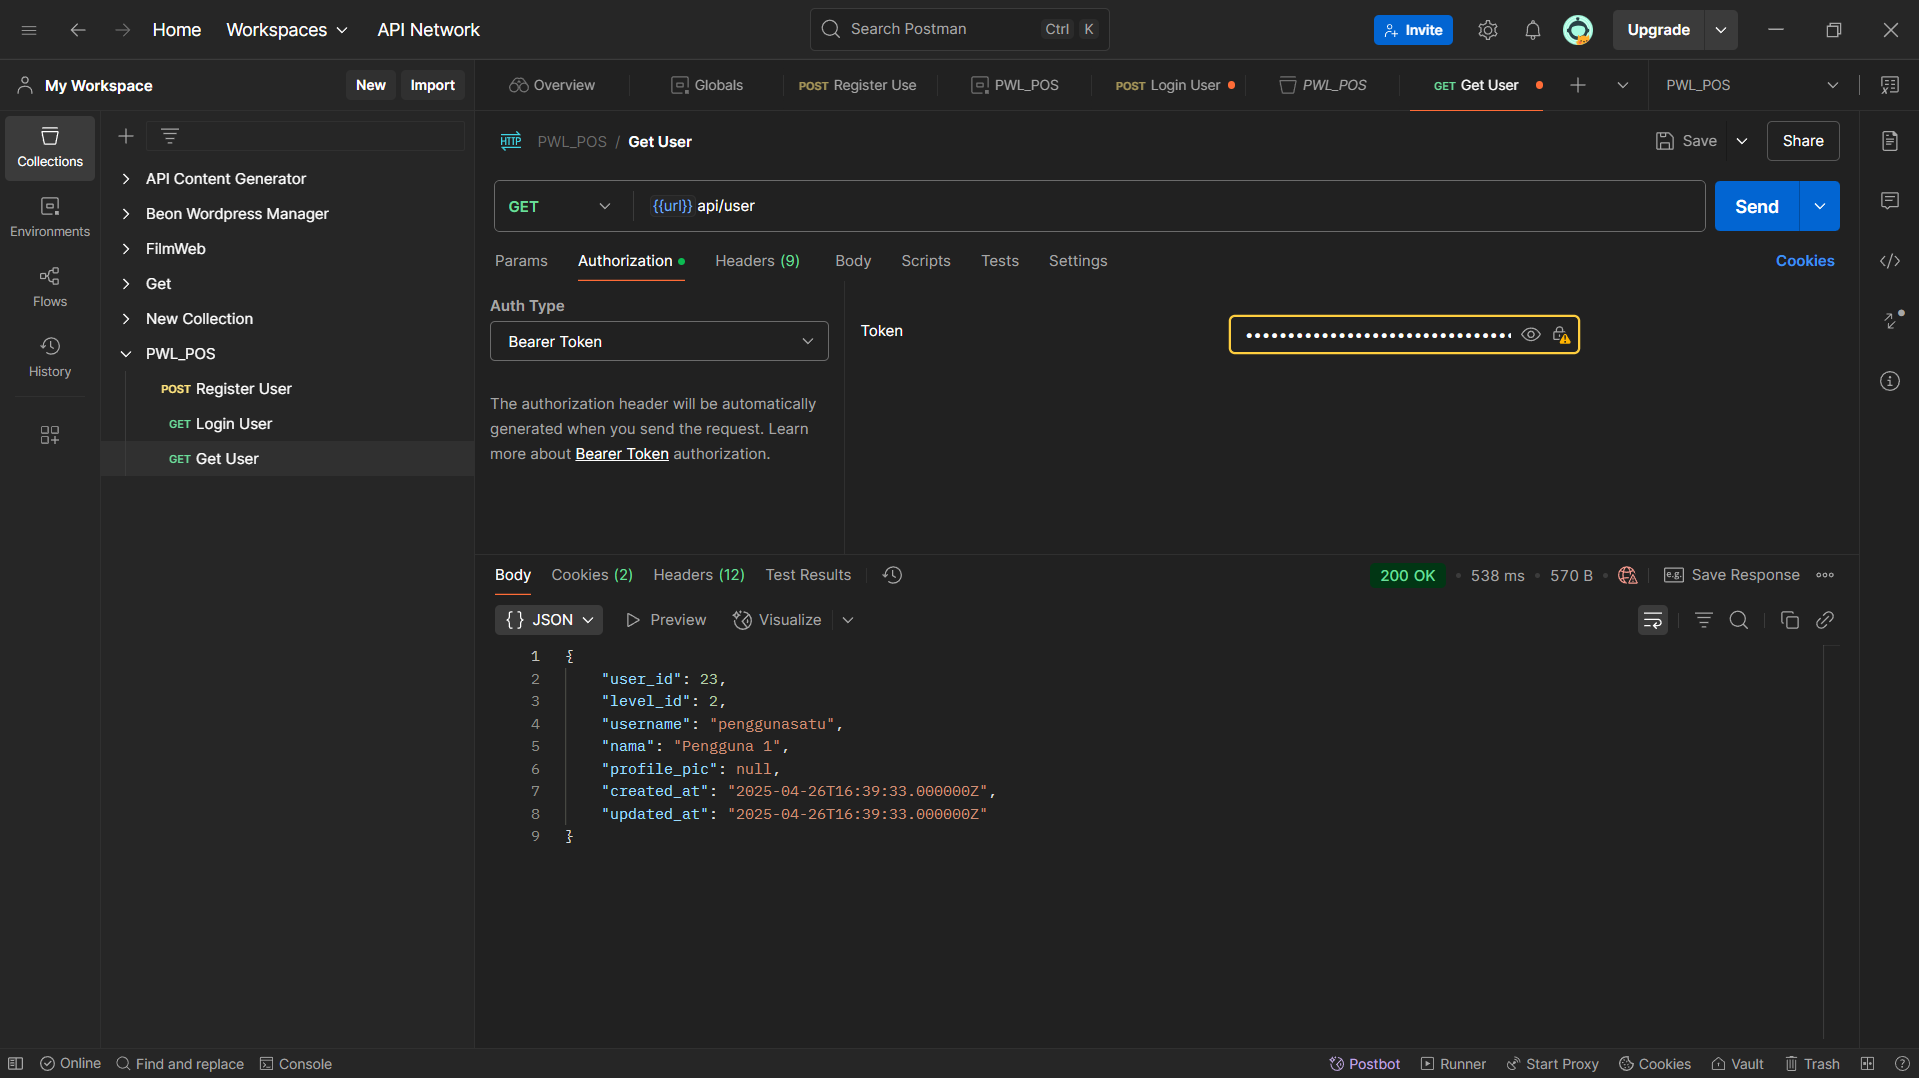 Home Workspaces API Network Search Postman Ctrl K Invite Upgrade
My Workspace New Import Overview Globals POST Register Use PWL_POS POST Login User PWL_POS GET Get User PWL_POS
Collections
Environments
Flows
History
API Content Generator
Beon Wordpress Manager
FilmWeb
Get
New Collection
PWL_POS
POST Register User
GET Login User
GET Get User
HTTP PWL_POS / Get User Save Share
GET {{url}} api/user Send
Params Authorization Headers (9) Body Scripts Tests Settings Cookies
Auth Type
Bearer Token
The authorization header will be automatically
generated when you send the request. Learn
more about Bearer Token authorization.
Token ••••••••••••••••••••••••••••••••
Body Cookies (2) Headers (12) Test Results 200 OK • 538 ms • 570 B • e.g. Save Response
{} JSON Preview Visualize
1 {
2 "user_id": 23,
3 "level_id": 2,
4 "username": "penggunasatu",
5 "nama": "Pengguna 1",
6 "profile_pic": null,
7 "created_at": "2025-04-26T16:39:33.000000Z",
8 "updated_at": "2025-04-26T16:39:33.000000Z"
9 }
Online Find and replace Console Postbot Runner Start Proxy Cookies Vault Trash